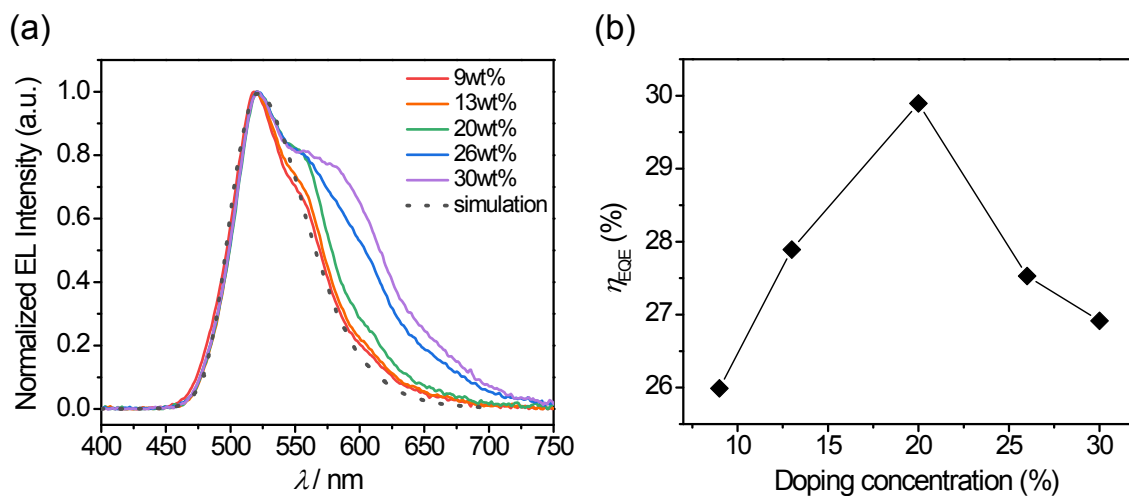 (a)
Normalized EL Intensity (a.u.)
1.0
0.8
0.6
0.4
0.2
0.0
400 450 500 550 600 650 700 750
λ / nm
9wt%
13wt%
20wt%
26wt%
30wt%
simulation
(b)
ηEQE (%)
30
29
28
27
26
10 15 20 25 30
Doping concentration (%)